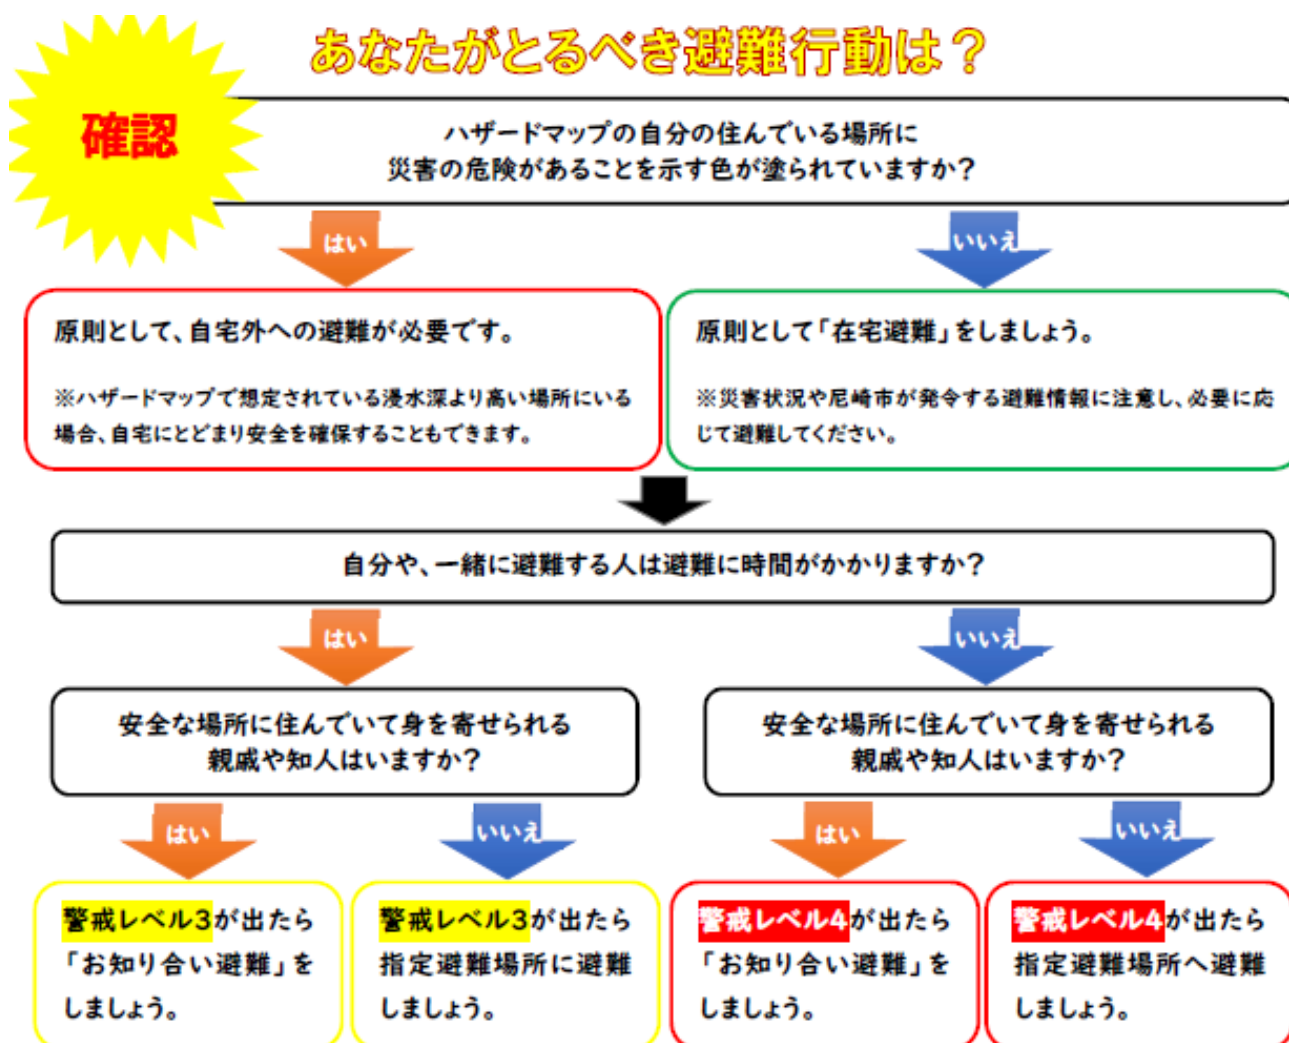 あなたがとるべき避難行動は?
確認
ハザードマップの自分の住んでいる場所に
災害の危険があることを示す色が塗られていますか?
はい
いいえ
原則として、自宅外への避難が必要です。
※ハザードマップで想定されている浸水深より高い場所にいる
場合、自宅にとどまり安全を確保することもできます。
原則として「在宅避難」をしましょう。
※災害状況や尼崎市が発令する避難情報に注意し、必要に応
じて避難してください。
自分や、一緒に避難する人は避難に時間がかかりますか?
はい
いいえ
安全な場所に住んでいて身を寄せられる
親戚や知人はいますか?
安全な場所に住んでいて身を寄せられる
親戚や知人はいますか?
はい
いいえ
はい
いいえ
警戒レベル3が出たら
「お知り合い避難」を
しましょう。
警戒レベル3が出たら
指定避難場所に避難
しましょう。
警戒レベル4が出たら
「お知り合い避難」を
しましょう。
警戒レベル4が出たら
指定避難場所へ避難
しましょう。